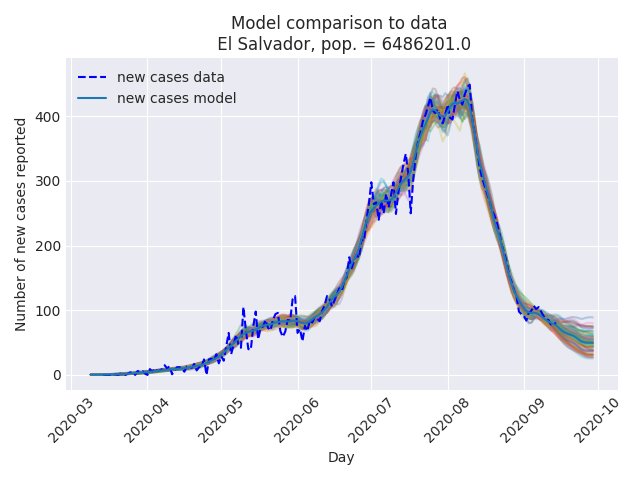 Model comparison to data
El Salvador, pop. = 6486201.0
new cases data
new cases model
Number of new cases reported
400
300
200
100
0
2020-03
2020-04
2020-05
2020-06
2020-07
2020-08
2020-09
2020-10
Day